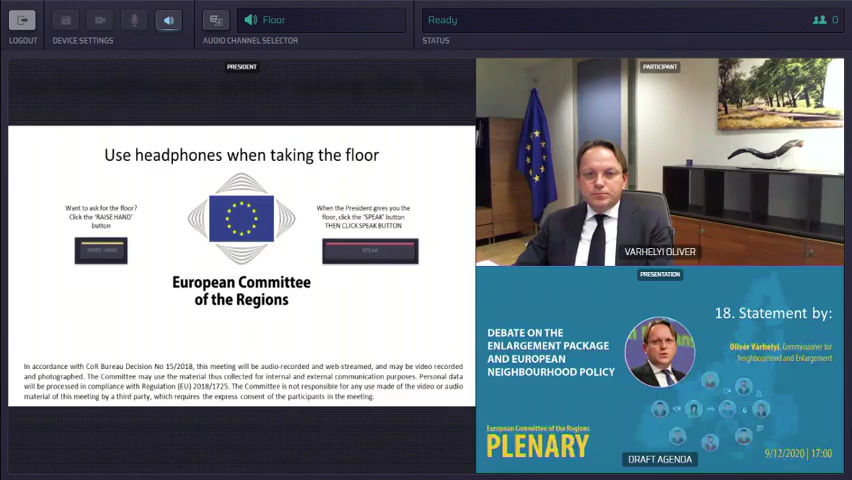 LOGOUT
DEVICE SETTINGS
Floor
AUDIO CHANNEL SELECTOR
Ready
0
STATUS
PRESIDENT
Use headphones when taking the floor
Want to ask for the floor?
Click the 'RAISE HAND'
button
RAISE HAND
When the President gives you the
floor, click the 'SPEAK' button
THEN CLICK SPEAK BUTTON
SPEAK
European Committee
of the Regions
In accordance with CoR Bureau Decision No 15/2018, this meeting will be audio-recorded and web-streamed, and may be video recorded
and photographed. The Committee may use the material thus collected for internal and external communication purposes. Personal data
will be processed in compliance with Regulation (EU) 2018/1725. The Committee is not responsible for any use made of the video or audio
material of this meeting by a third party, which requires the express consent of the participants in the meeting.
PARTICIPANT
VARHELYI OLIVER
PRESENTATION
18. Statement by:
DEBATE ON THE
ENLARGEMENT PACKAGE
AND EUROPEAN
NEIGHBOURHOOD POLICY
Olivér Várhelyi, Commissioner for
Neighbourhood and Enlargement
European Committee of the Regions
PLENARY
9/12/2020 | 17:00
DRAFT AGENDA